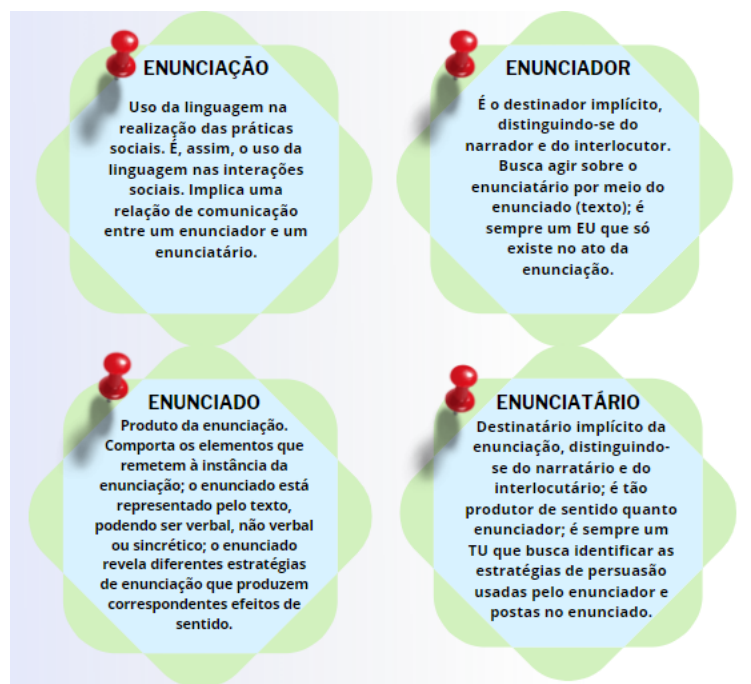 ENUNCIAÇÃO
Uso da linguagem na
realização das práticas
sociais. É, assim, o uso da
linguagem nas interações
sociais. Implica uma
relação de comunicação
entre um enunciador e um
enunciatário.
ENUNCIADOR
É o destinador implícito,
distinguindo-se do
narrador e do interlocutor.
Busca agir sobre o
enunciatário por meio do
enunciado (texto); é
sempre um EU que só
existe no ato da
enunciação.
ENUNCIADO
Produto da enunciação.
Comporta os elementos que
remetem à instância da
enunciação; o enunciado está
representado pelo texto,
podendo ser verbal, não verbal
ou sincrético; o enunciado
revela diferentes estratégias
de enunciação que produzem
correspondentes efeitos de
sentido.
ENUNCIATÁRIO
Destinatário implícito da
enunciação, distinguindo-
se do narratário e do
interlocutário; é tão
produtor de sentido quanto
enunciador; é sempre um
TU que busca identificar as
estratégias de persuasão
usadas pelo enunciador e
postas no enunciado.